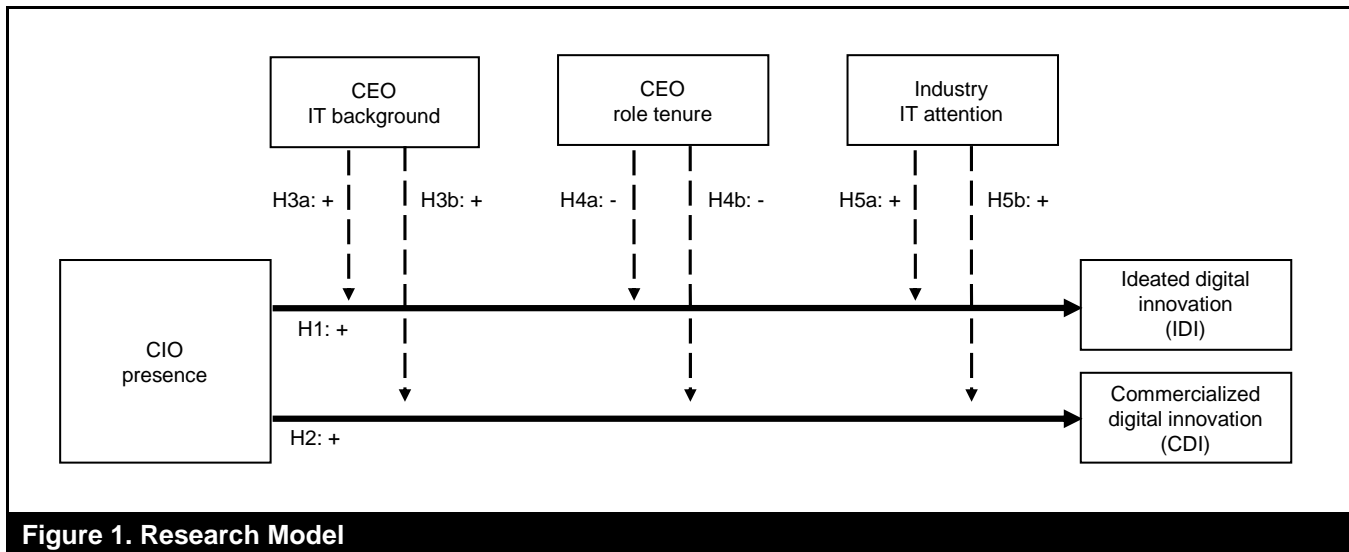 CEO
IT background
CEO
role tenure
Industry
IT attention
H3a: +
H3b: +
H4a: -
H4b: -
H5a: +
H5b: +
CIO
presence
H1: +
H2: +
Ideated digital
innovation
(IDI)
Commercialized
digital innovation
(CDI)
Figure 1. Research Model